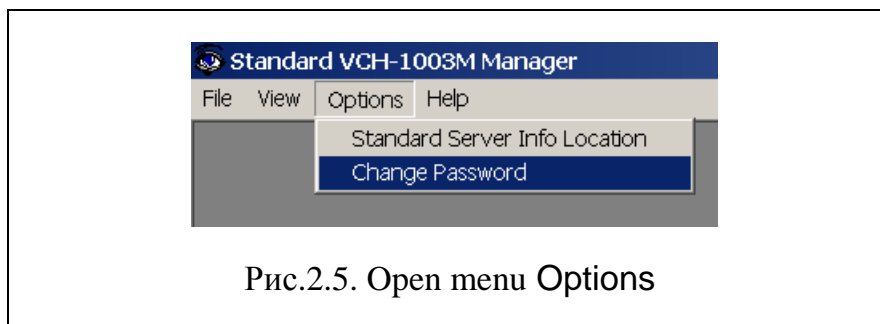 Standard VCH-1003M Manager
File View Options Help
Standard Server Info Location
Change Password
Рис.2.5. Open menu Options